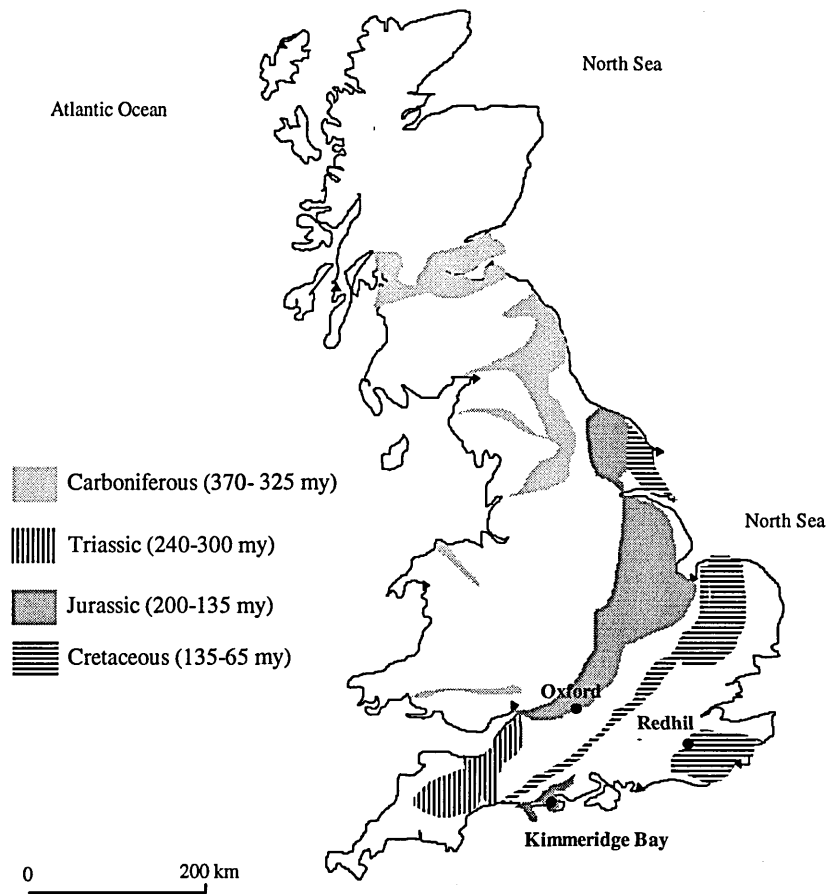 North Sea
Atlantic Ocean
Carboniferous (370- 325 my)
North Sea
Triassic (240-300 my)
Jurassic (200-135 my)
Cretaceous (135-65 my)
Oxford
Redhil
Kimmeridge Bay
0 200 km